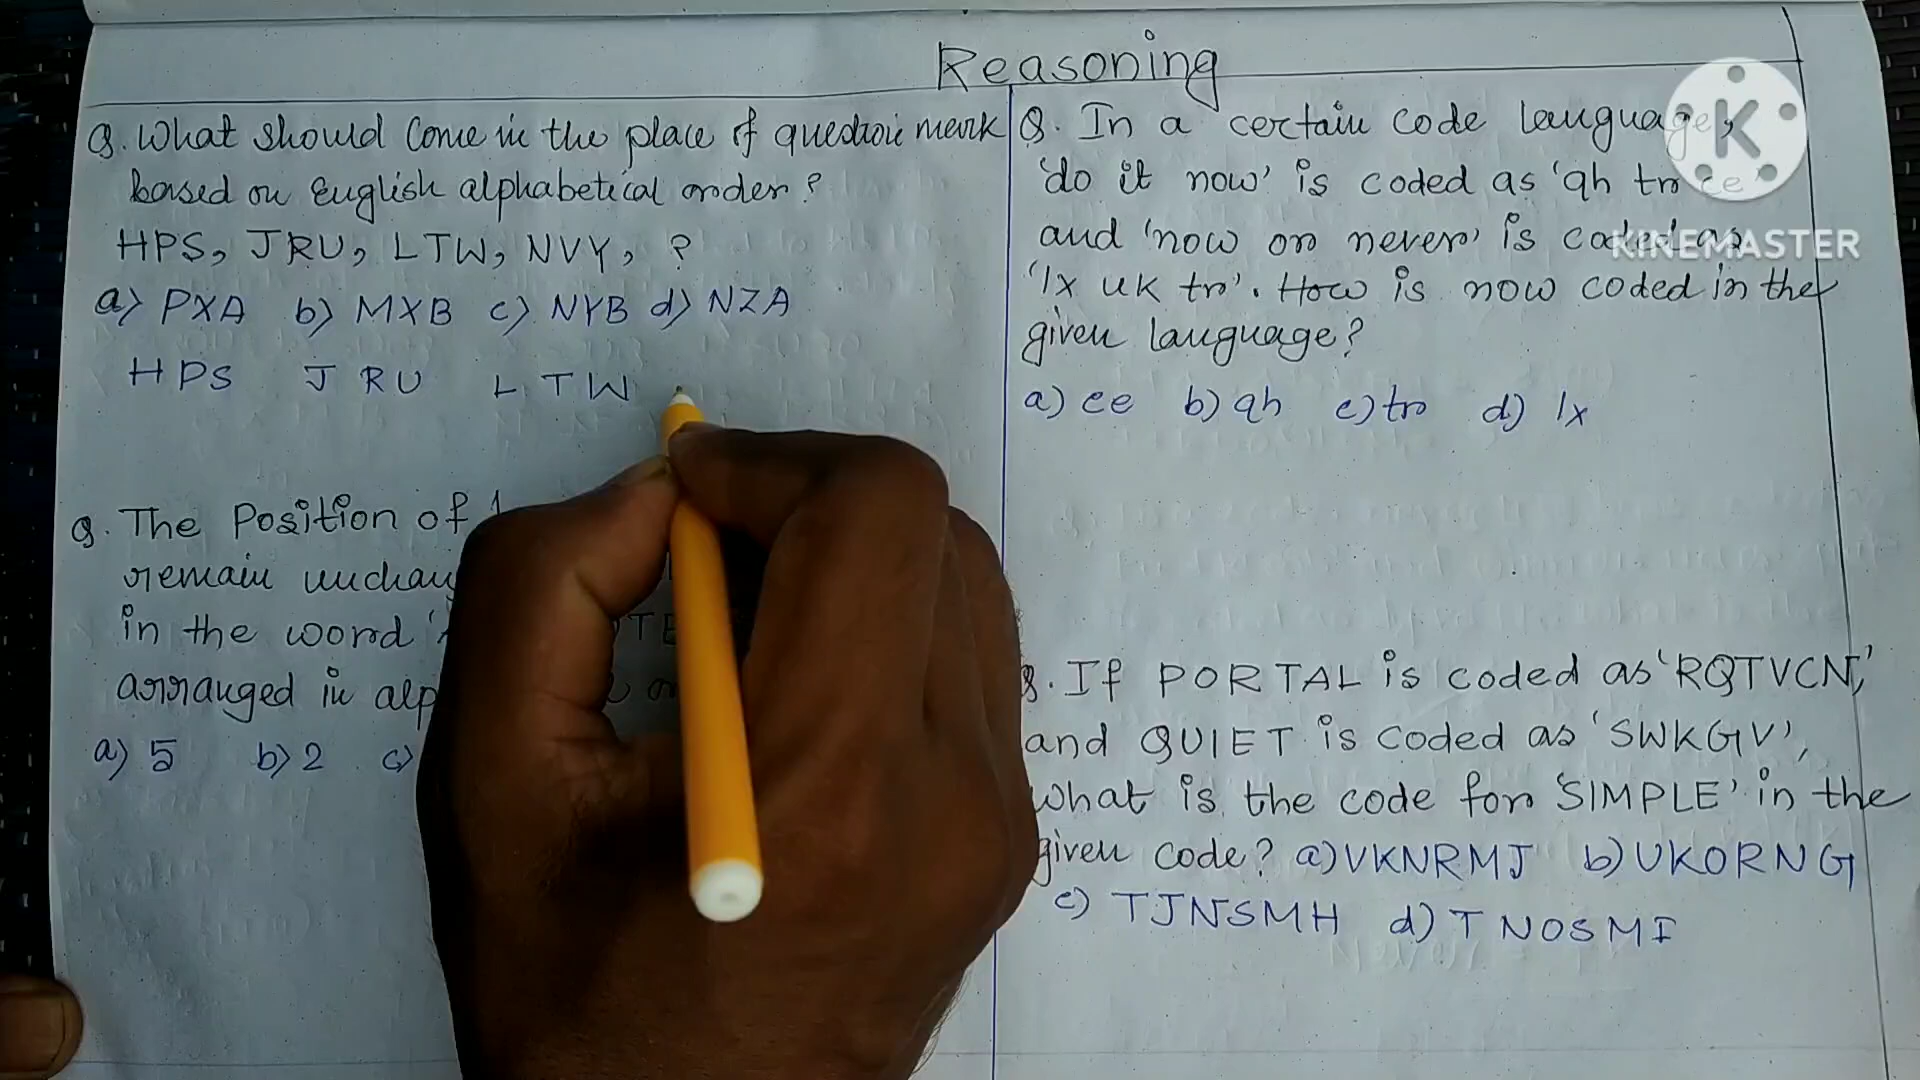 Reasoning
Q. What should come in the place of question mark
based on English alphabetical order?
HPS, JRU, LTW, NVY, ?
a) PXA b) MXB c) NYB d) NZA
HPS JRU LTW
Q. The Position of
remain
in the word
arranged in
a) 5 b) 2 c)
Q. In a certain code language,
'do it now' is coded as 'qh tr ee'
and 'now or never' is coded as
'lx uk tr'. How is now coded in the
given language?
a) ee b) qh c) tr d) lx
Q. If PORTAL is coded as 'RQTVCN,'
and QUIET is coded as 'SWKGV',
what is the code for 'SIMPLE' in the
given code? a) VKNRMJ b) UKORNG
c) TJNSMH d) TNOSMI
K
KINEMASTER